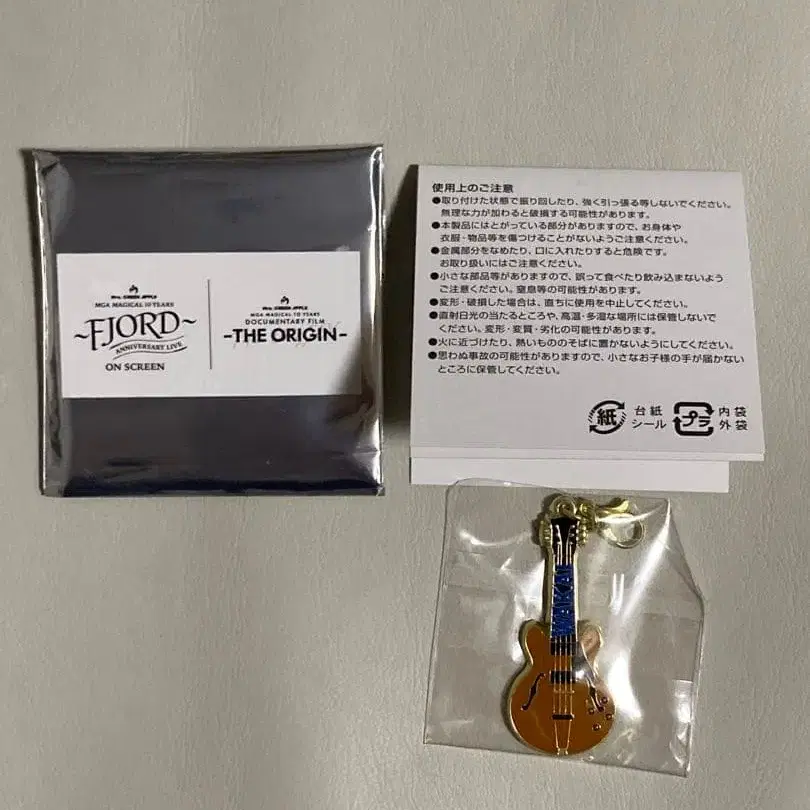 Mrs. GREEN APPLE
MGA MAGICAL 10 YEARS
~FJORD~
ANNIVERSARY LIVE
ON SCREEN
Mrs. GREEN APPLE
MGA MAGICAL 10 YEARS
DOCUMENTARY FILM
-THE ORIGIN-
使用上のご注意
●取り付けた状態で振り回したり、強く引っ張る等しないでください。
無理な力が加わると破損する可能性があります。
●本製品にはとがっている部分がありますので、お身体や
衣服・物品等を傷つけることがないようご注意ください。
●金属部分をなめたり、口に入れたりすると危険です。
お取り扱いにはご注意ください。
●小さな部品等がありますので、誤って食べたり飲み込まないよう
ご注意ください。窒息等の可能性があります。
●変形・破損した場合は、直ちに使用を中止してください。
●直射日光の当たるところや、高温・多湿な場所には保管しないで
ください。変形・変質・劣化の可能性があります。
●火に近づけたり、熱いもののそばに置かないようにしてください。
●思わぬ事故の可能性がありますので、小さなお子様の手が届かない
ところに保管してください。
紙
台紙
シール
プラ
内袋
外袋
WAKAI